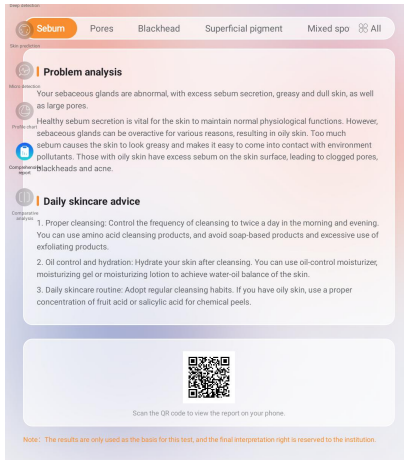 Deep detection
Sebum Pores Blackhead Superficial pigment Mixed spo All
Skin prediction
Problem analysis
Micro detection
Your sebaceous glands are abnormal, with excess sebum secretion, greasy and dull skin, as well
as large pores.
Healthy sebum secretion is vital for the skin to maintain normal physiological functions. However,
Profile chart
sebaceous glands can be overactive for various reasons, resulting in oily skin. Too much
sebum causes the skin to look greasy and makes it easy to come into contact with environment
pollutants. Those with oily skin have excess sebum on the skin surface, leading to clogged pores,
Comprehensive
report
blackheads and acne.
Daily skincare advice
Comparative
analysis
1. Proper cleansing: Control the frequency of cleansing to twice a day in the morning and evening.
You can use amino acid cleansing products, and avoid soap-based products and excessive use of
exfoliating products.
2. Oil control and hydration: Hydrate your skin after cleansing. You can use oil-control moisturizer,
moisturizing gel or moisturizing lotion to achieve water-oil balance of the skin.
3. Daily skincare routine: Adopt regular cleansing habits. If you have oily skin, use a proper
concentration of fruit acid or salicylic acid for chemical peels.
Scan the QR code to view the report on your phone.
Note: The results are only used as the basis for this test, and the final interpretation right is reserved to the institution.